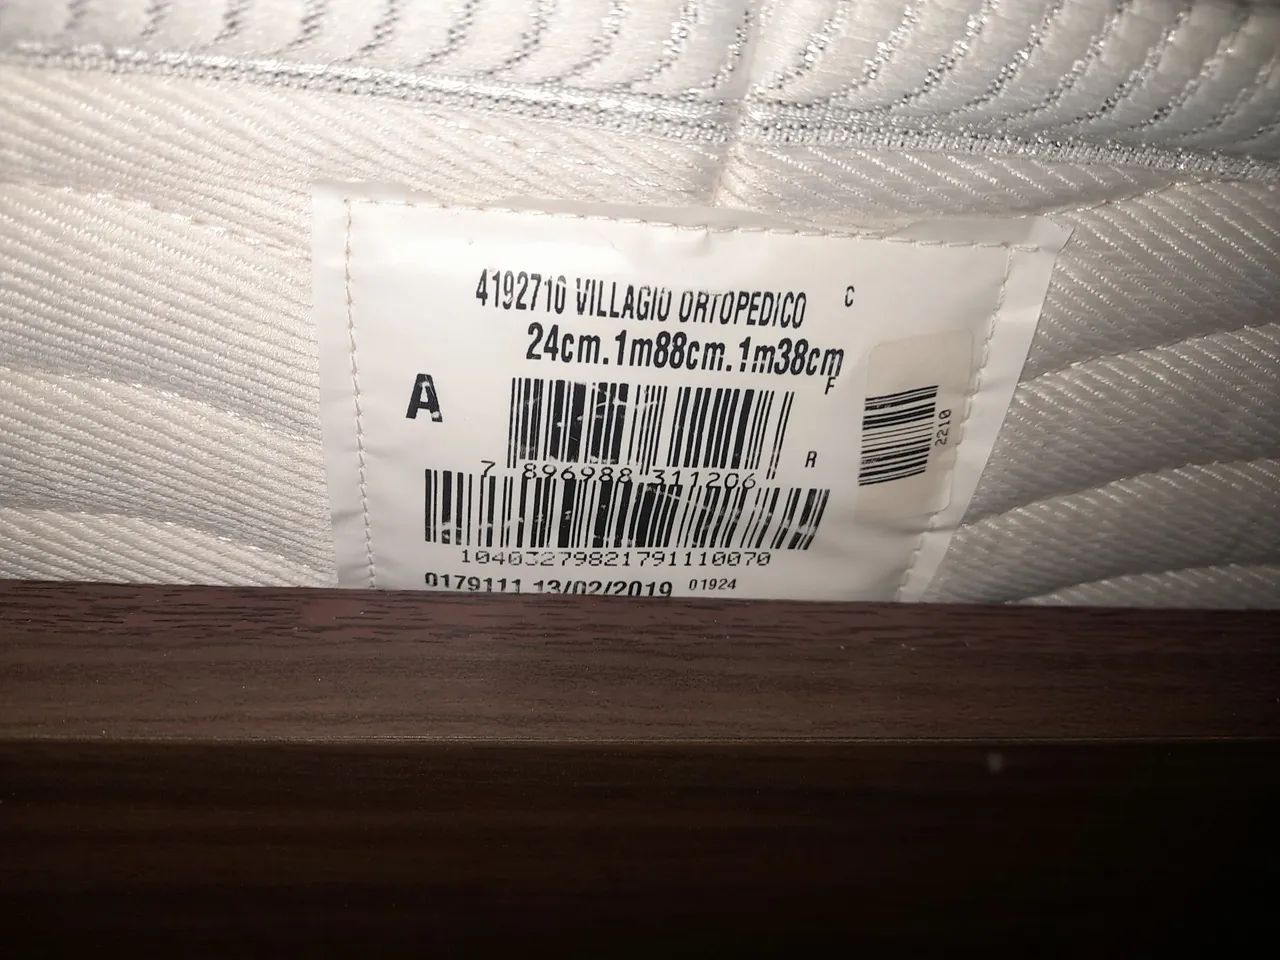 4192710 VILLAGIO ORTOPEDICO
C
24cm.1m88cm.1m38cm
F
A
R
2210
7 896988 311206
10403279821791110070
0179111 13/02/2019 01924